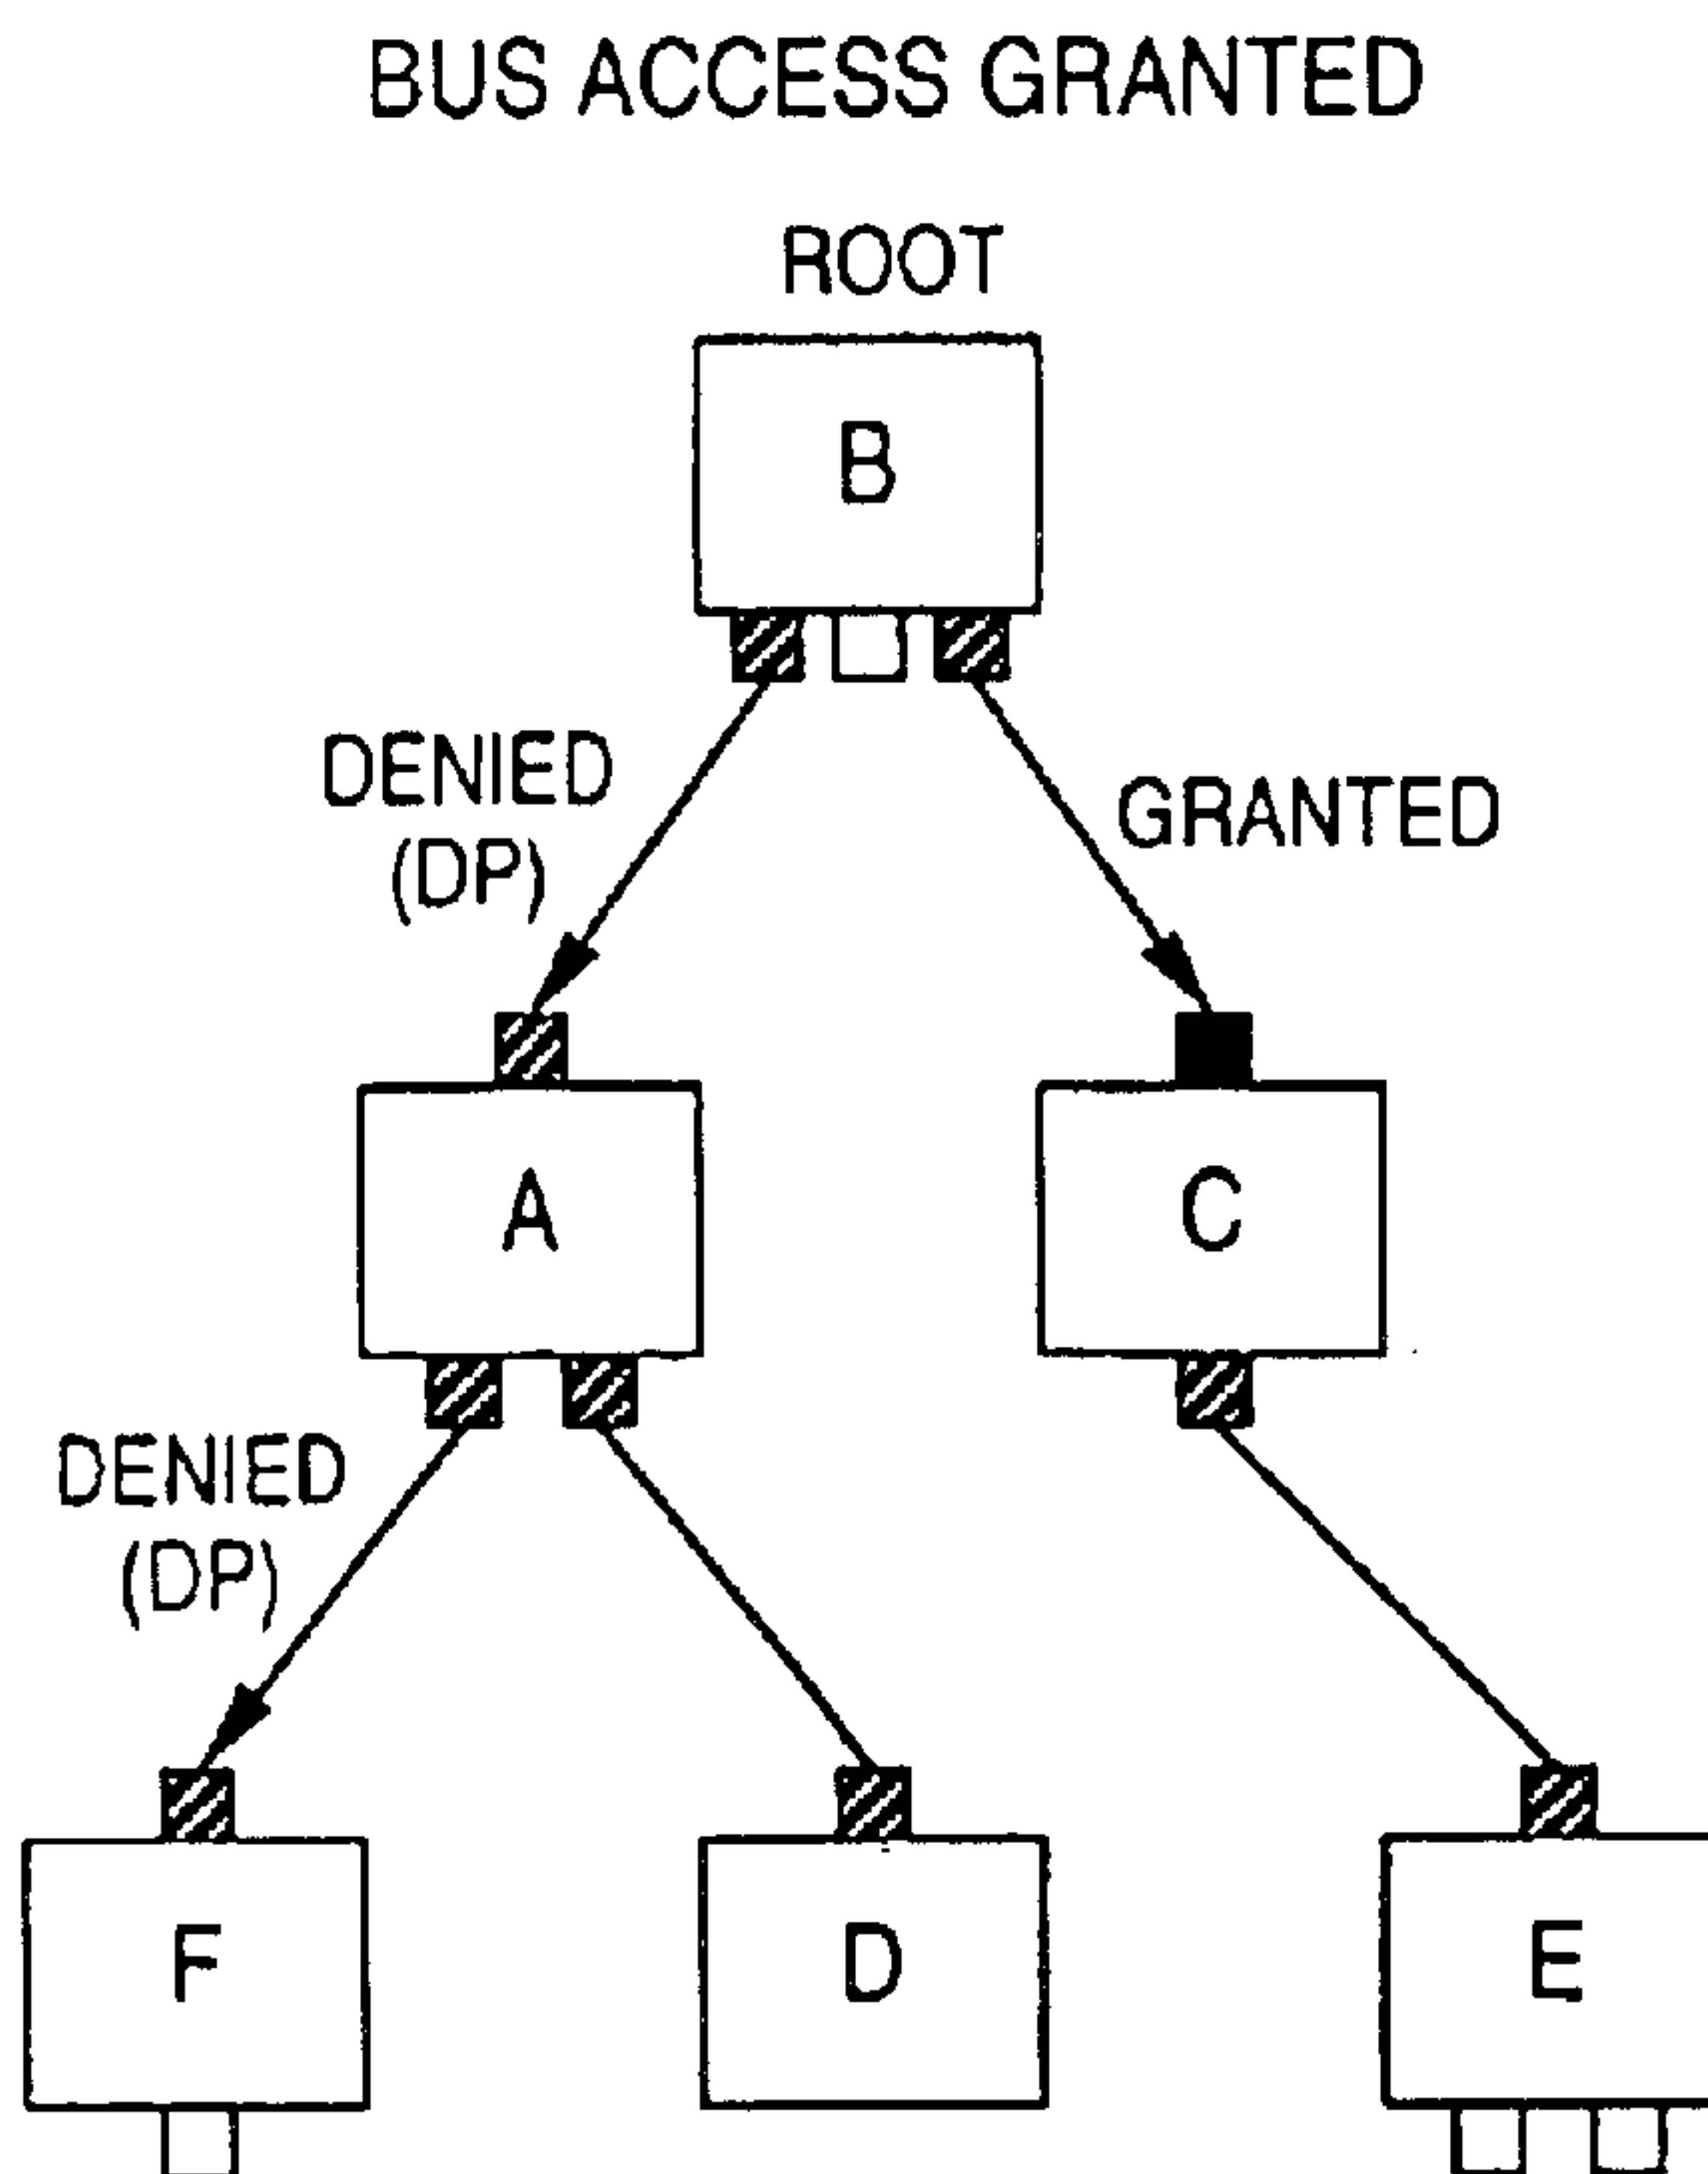 BUS ACCESS GRANTED
ROOT
B
DENIED
(DP)
GRANTED
A
C
DENIED
(DP)
F
D
E